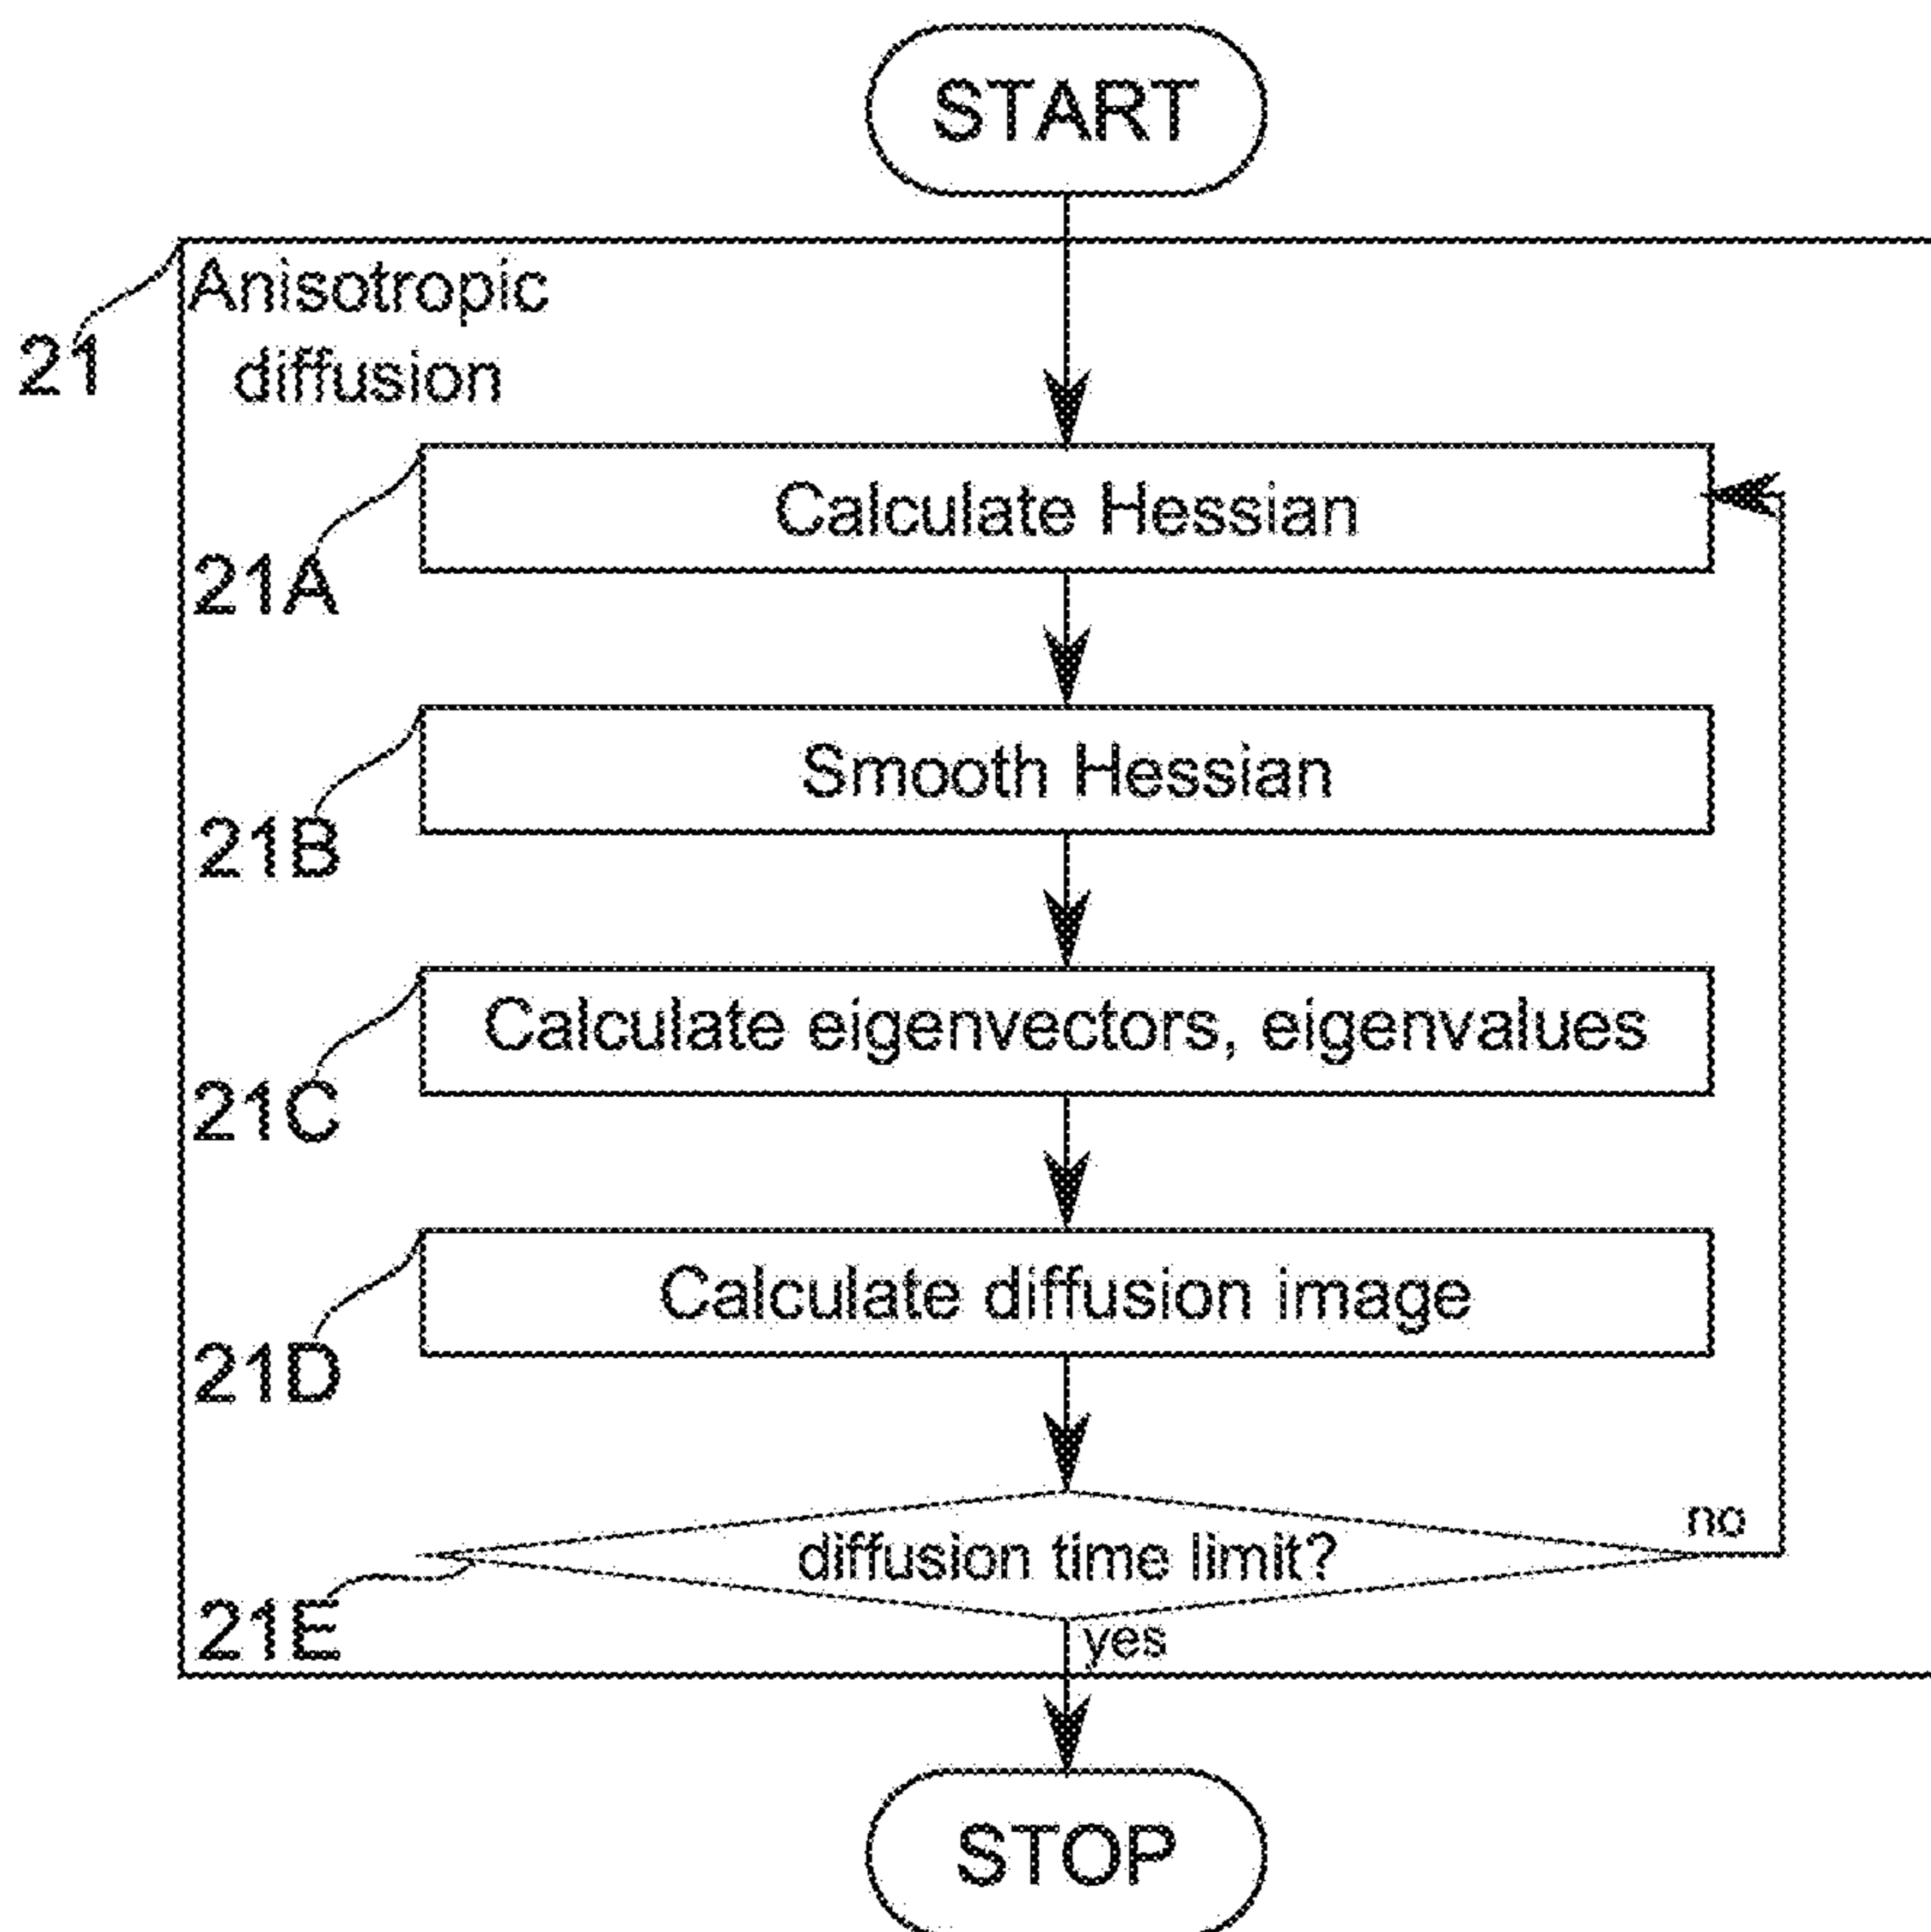 START
Anisotropic
diffusion
21
Calculate Hessian
21A
Smooth Hessian
21B
Calculate eigenvectors, eigenvalues
21C
Calculate diffusion image
21D
no
diffusion time limit?
21E
yes
STOP